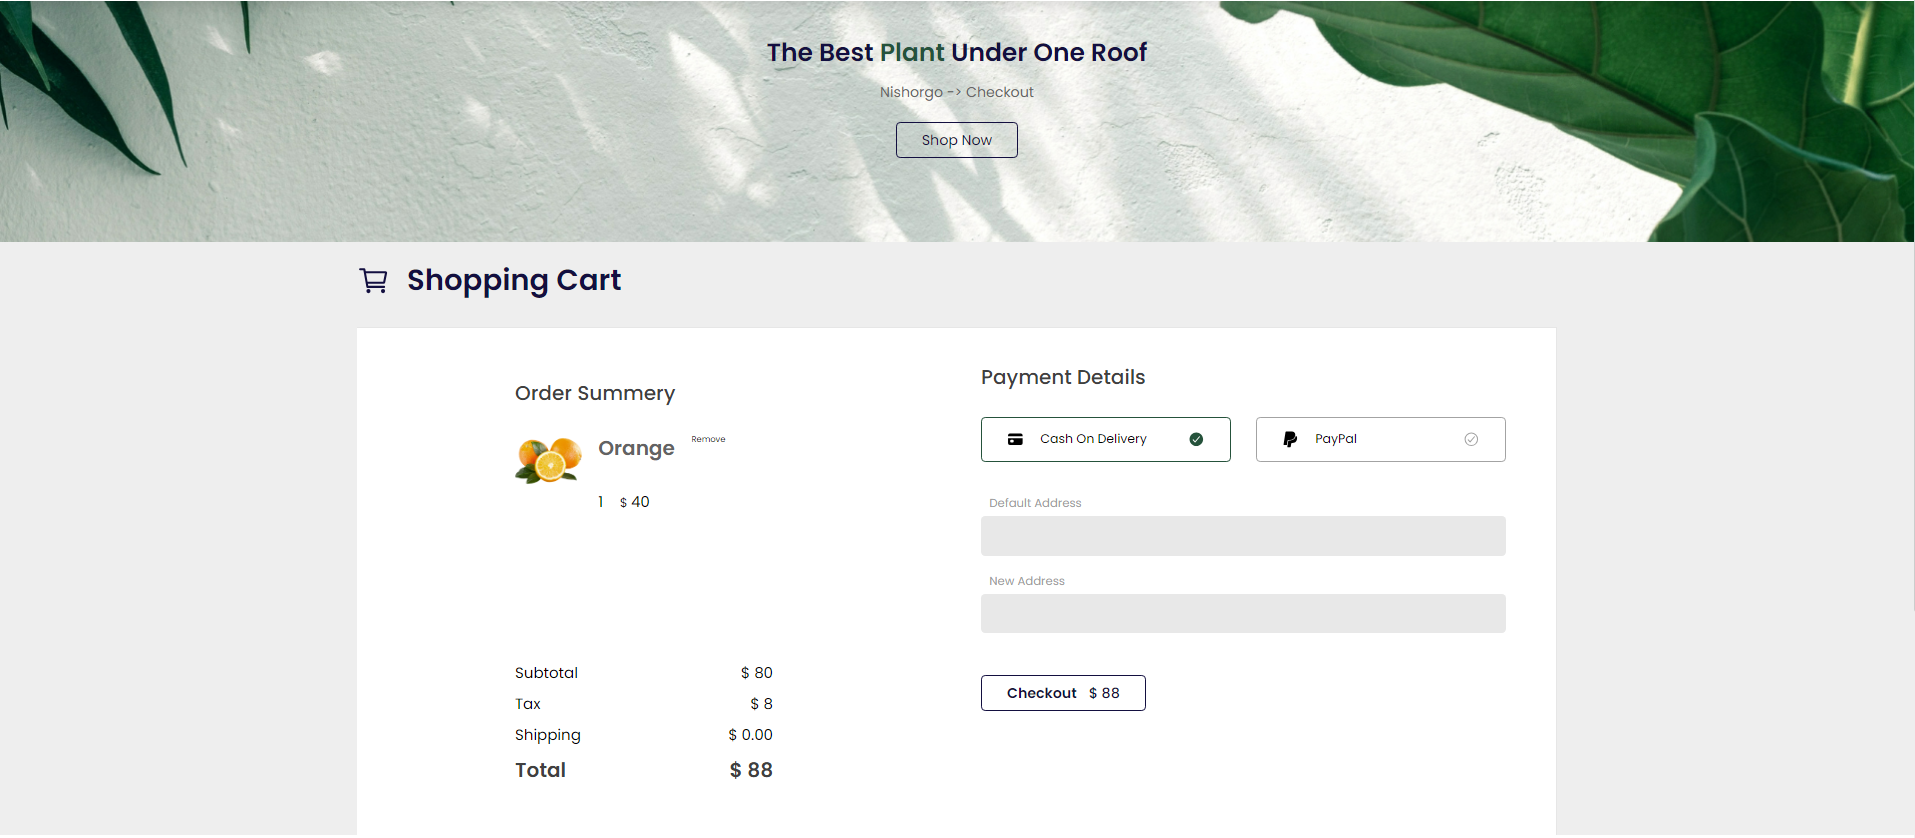 The Best Plant Under One Roof
Nishorgo -> Checkout
Shop Now
Shopping Cart
Order Summery
Orange Remove
1 $ 40
Subtotal $ 80
Tax $ 8
Shipping $ 0.00
Total $ 88
Payment Details
Cash On Delivery PayPal
Default Address
New Address
Checkout $ 88